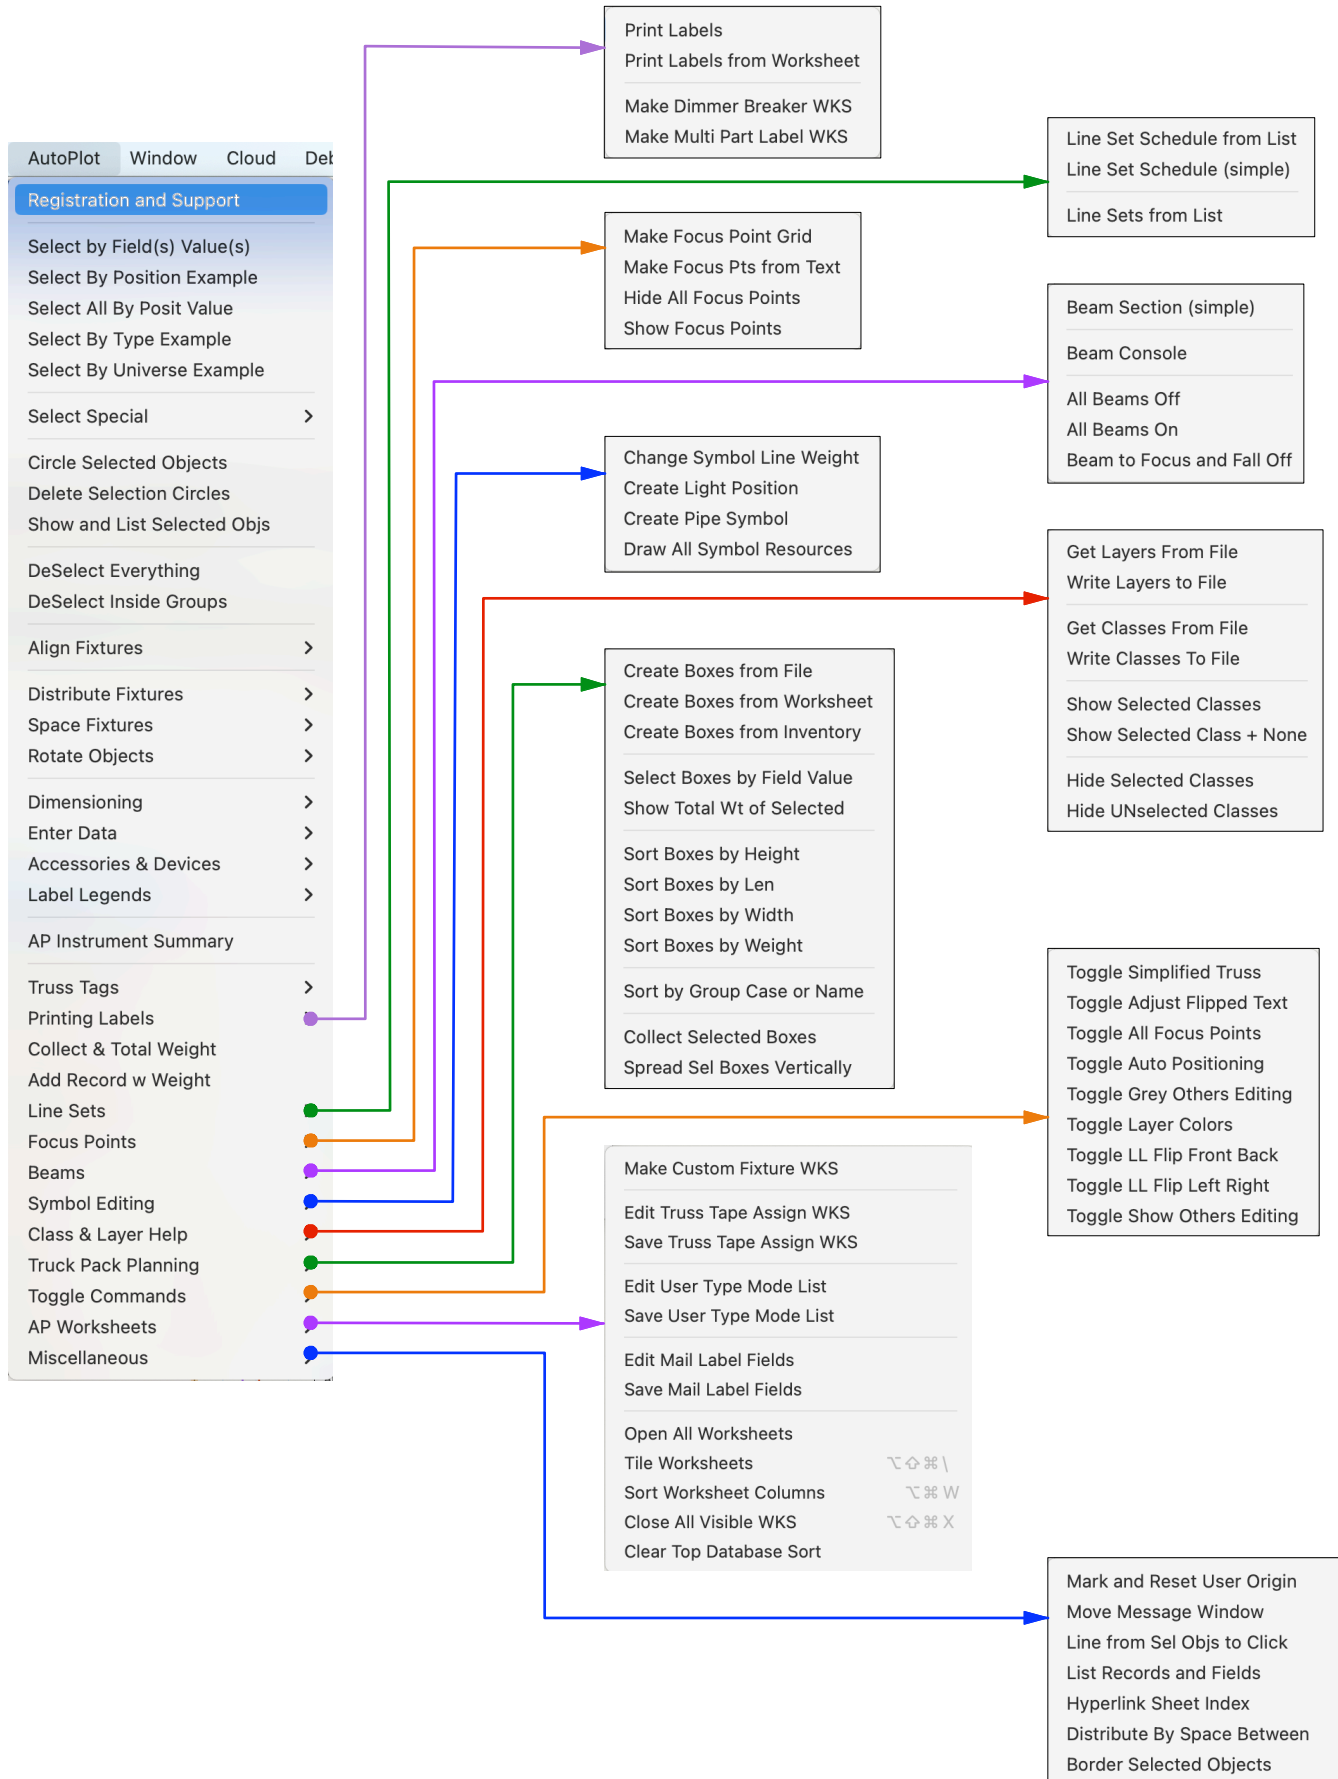 AutoPlot Window Cloud Deb
Registration and Support
Select by Field(s) Value(s)
Select By Position Example
Select All By Posit Value
Select By Type Example
Select By Universe Example
Select Special
Circle Selected Objects
Delete Selection Circles
Show and List Selected Objs
DeSelect Everything
DeSelect Inside Groups
Align Fixtures
Distribute Fixtures
Space Fixtures
Rotate Objects
Dimensioning
Enter Data
Accessories & Devices
Label Legends
AP Instrument Summary
Truss Tags
Printing Labels
Collect & Total Weight
Add Record w Weight
Line Sets
Focus Points
Beams
Symbol Editing
Class & Layer Help
Truck Pack Planning
Toggle Commands
AP Worksheets
Miscellaneous
Print Labels
Print Labels from Worksheet
Make Dimmer Breaker WKS
Make Multi Part Label WKS
Make Focus Point Grid
Make Focus Pts from Text
Hide All Focus Points
Show Focus Points
Change Symbol Line Weight
Create Light Position
Create Pipe Symbol
Draw All Symbol Resources
Create Boxes from File
Create Boxes from Worksheet
Create Boxes from Inventory
Select Boxes by Field Value
Show Total Wt of Selected
Sort Boxes by Height
Sort Boxes by Len
Sort Boxes by Width
Sort Boxes by Weight
Sort by Group Case or Name
Collect Selected Boxes
Spread Sel Boxes Vertically
Make Custom Fixture WKS
Edit Truss Tape Assign WKS
Save Truss Tape Assign WKS
Edit User Type Mode List
Save User Type Mode List
Edit Mail Label Fields
Save Mail Label Fields
Open All Worksheets
Tile Worksheets ⌥⇧⌘\
Sort Worksheet Columns ⌥⌘W
Close All Visible WKS ⌥⇧⌘X
Clear Top Database Sort
Line Set Schedule from List
Line Set Schedule (simple)
Line Sets from List
Beam Section (simple)
Beam Console
All Beams Off
All Beams On
Beam to Focus and Fall Off
Get Layers From File
Write Layers to File
Get Classes From File
Write Classes To File
Show Selected Classes
Show Selected Class + None
Hide Selected Classes
Hide UNselected Classes
Toggle Simplified Truss
Toggle Adjust Flipped Text
Toggle All Focus Points
Toggle Auto Positioning
Toggle Grey Others Editing
Toggle Layer Colors
Toggle LL Flip Front Back
Toggle LL Flip Left Right
Toggle Show Others Editing
Mark and Reset User Origin
Move Message Window
Line from Sel Objs to Click
List Records and Fields
Hyperlink Sheet Index
Distribute By Space Between
Border Selected Objects